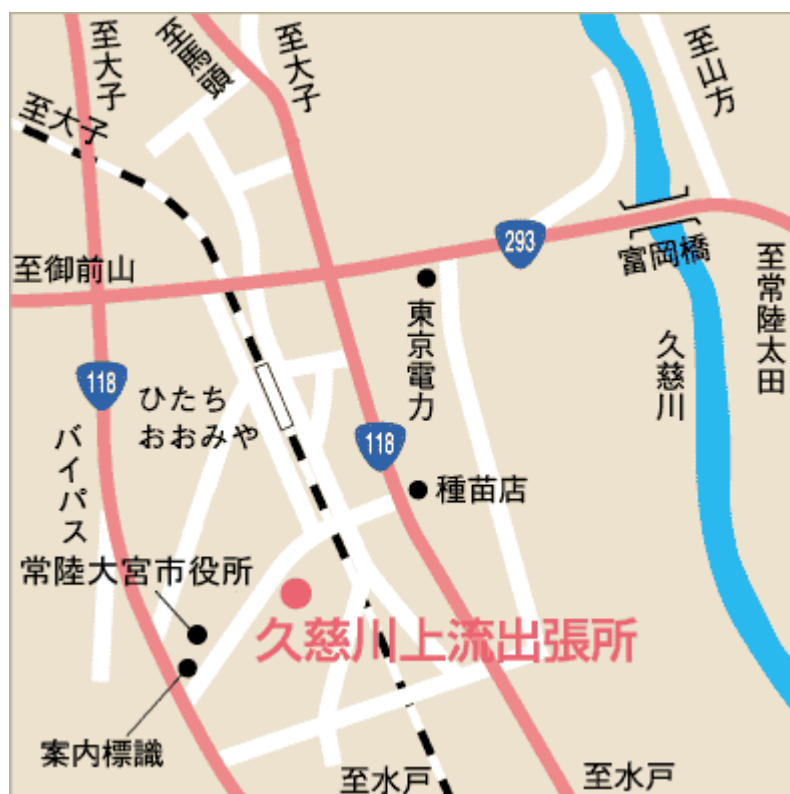 至大子
至馬頭
至大子
至山方
至大子
293
至御前山
富岡橋
至常陸太田
東京電力
久慈川
118
ひたち
おおみや
バイパス
118
種苗店
常陸大宮市役所
久慈川上流出張所
案内標識
至水戸
至水戸